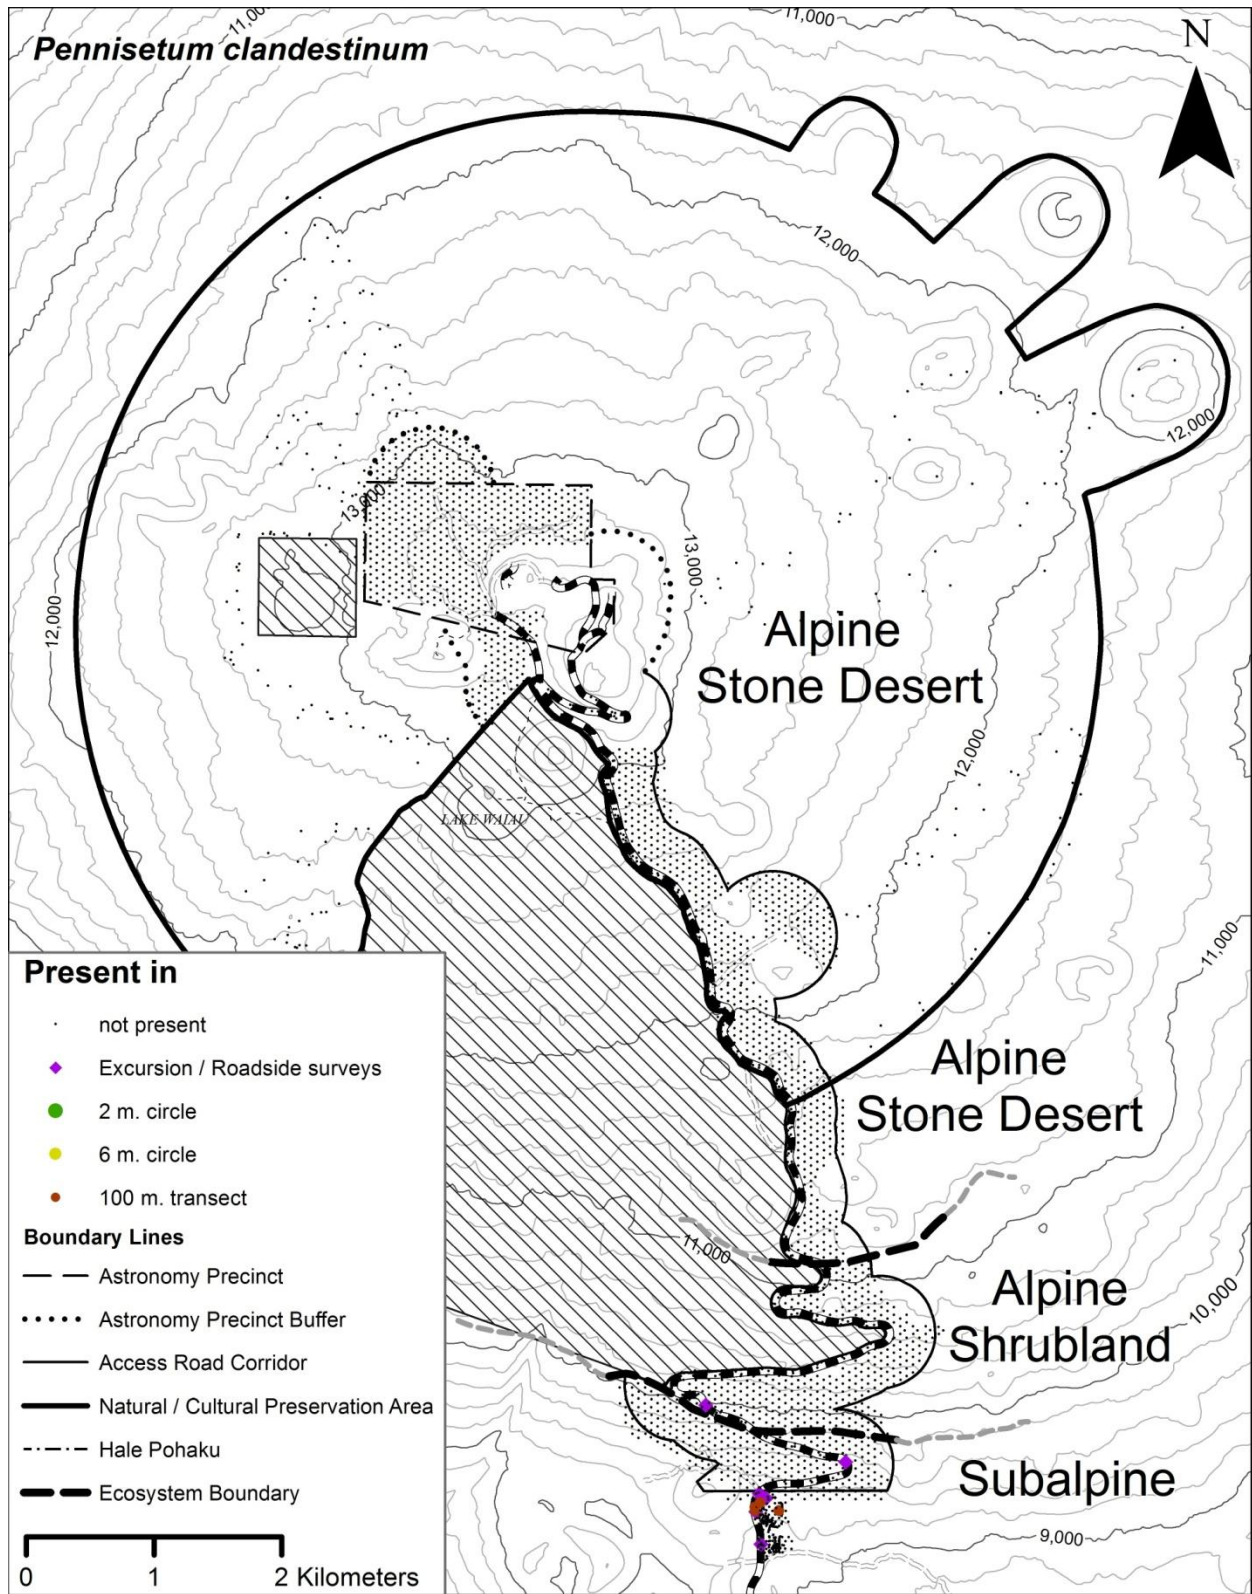 Pennisetum clandestinum
11,000
11,000
N
12,000
12,000
13,000
13,000
12,000
Alpine
Stone Desert
12,000
LAKE WAIAU
11,000
Alpine
Stone Desert
11,000
Alpine
Shrubland
10,000
Subalpine
9,000
Present in
not present
Excursion / Roadside surveys
2 m. circle
6 m. circle
100 m. transect
Boundary Lines
Astronomy Precinct
Astronomy Precinct Buffer
Access Road Corridor
Natural / Cultural Preservation Area
Hale Pohaku
Ecosystem Boundary
0 1 2 Kilometers